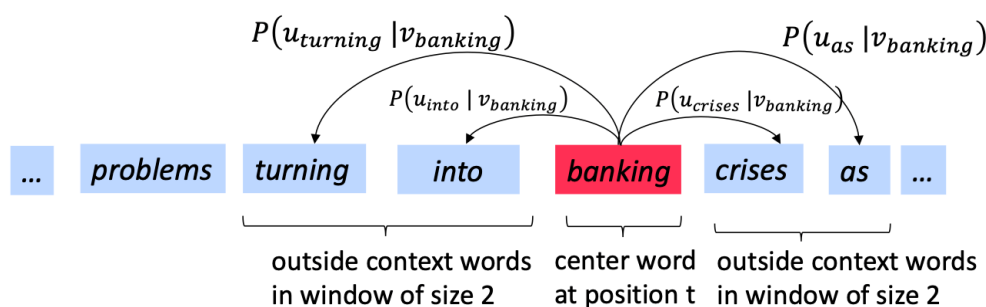 P(u_turning | v_banking) P(u_as | v_banking)
P(u_into | v_banking) P(u_crises | v_banking)
... problems turning into banking crises as ...
outside context words center word outside context words
in window of size 2 at position t in window of size 2